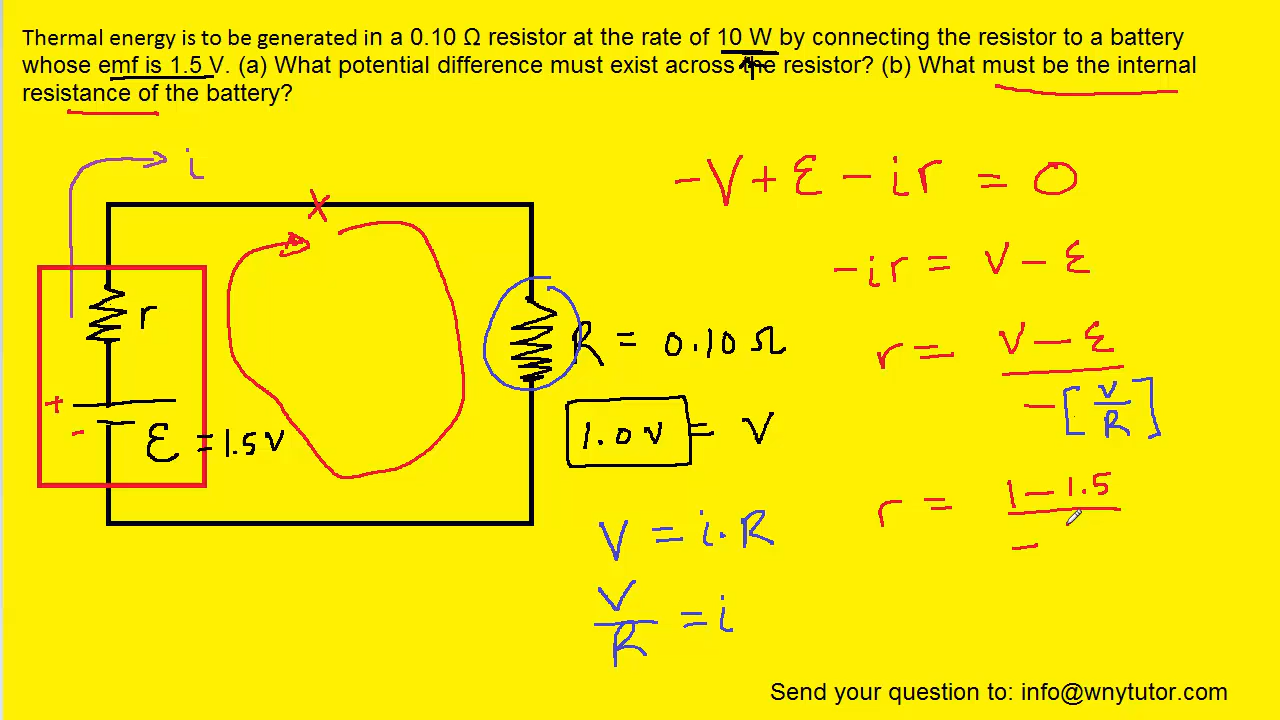 Thermal energy is to be generated in a 0.10 Ω resistor at the rate of 10 W by connecting the resistor to a battery
whose emf is 1.5 V. (a) What potential difference must exist across the resistor? (b) What must be the internal
resistance of the battery?
i
-V + ε - ir = 0
x
-ir = V - ε
r
R = 0.10 Ω
r = V - ε
-[V/R]
+
-
ε = 1.5V
1.0 V = V
r = 1 - 1.5
-
V = i·R
V/R = i
Send your question to: info@wnytutor.com